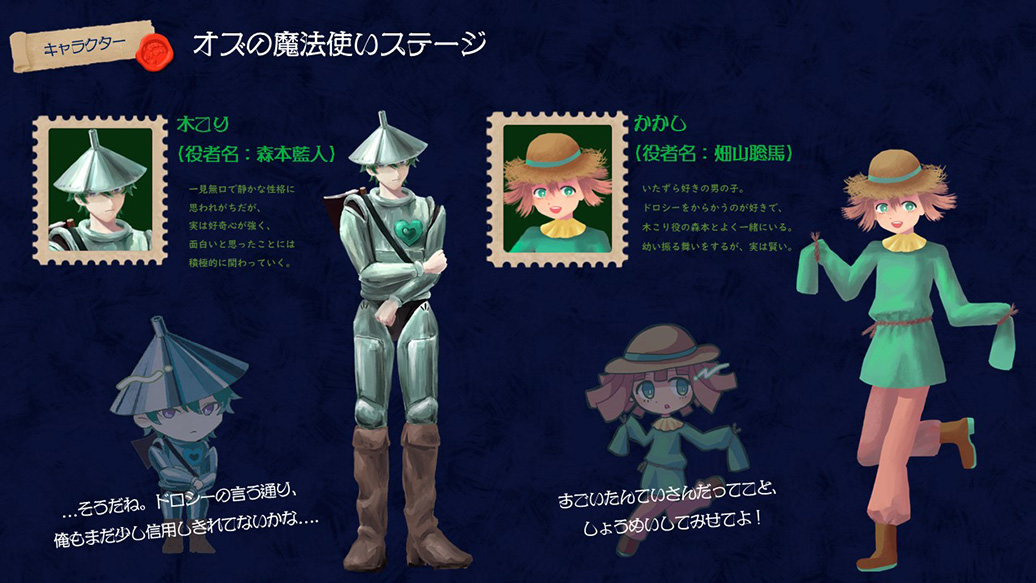 キャラクター
オズの魔法使いステージ
木こり
(役者名：森本藍人)
一見無口で静かな性格に
思われがちだが、
実は好奇心が強く、
面白いと思ったことには
積極的に関わっていく。
…そうだね。ドロシーの言う通り、
俺もまだ少し信用しきれてないかな….
かかし
(役者名：畑山聡馬)
いたずら好きの男の子。
ドロシーをからかうのが好きで、
木こり役の森本とよく一緒にいる。
幼い振る舞いをするが、実は賢い。
すごいたんていさんだってこと、
しょうめいしてみせてよ！